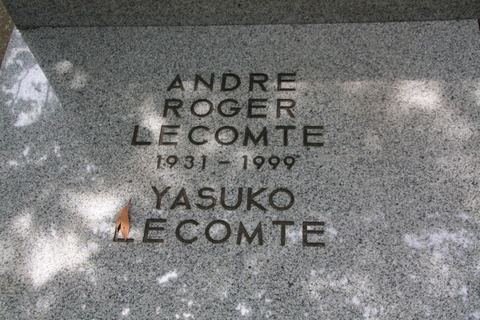 ANDRE
ROGER
LECOMTE
1931 - 1999
YASUKO
LECOMTE